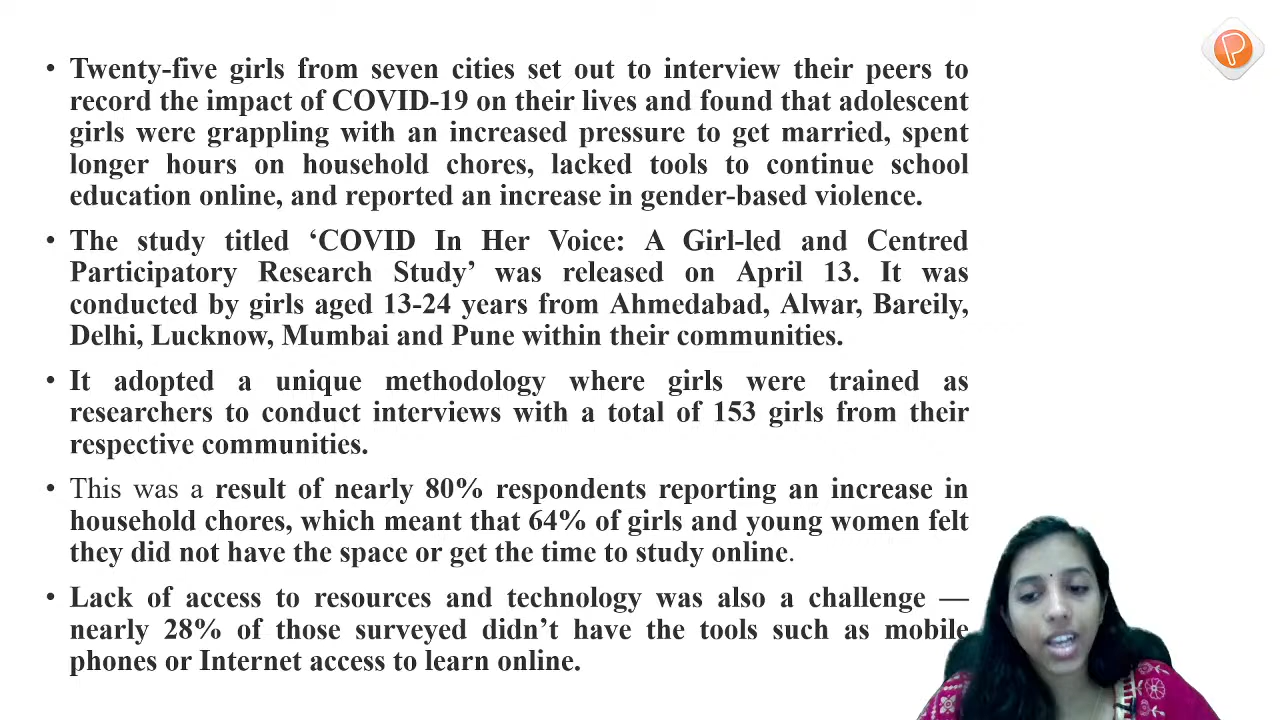 • Twenty-five girls from seven cities set out to interview their peers to
record the impact of COVID-19 on their lives and found that adolescent
girls were grappling with an increased pressure to get married, spent
longer hours on household chores, lacked tools to continue school
education online, and reported an increase in gender-based violence.
• The study titled ‘COVID In Her Voice: A Girl-led and Centred
Participatory Research Study’ was released on April 13. It was
conducted by girls aged 13-24 years from Ahmedabad, Alwar, Bareily,
Delhi, Lucknow, Mumbai and Pune within their communities.
• It adopted a unique methodology where girls were trained as
researchers to conduct interviews with a total of 153 girls from their
respective communities.
• This was a result of nearly 80% respondents reporting an increase in
household chores, which meant that 64% of girls and young women felt
they did not have the space or get the time to study online.
• Lack of access to resources and technology was also a challenge —
nearly 28% of those surveyed didn’t have the tools such as mobile
phones or Internet access to learn online.
P